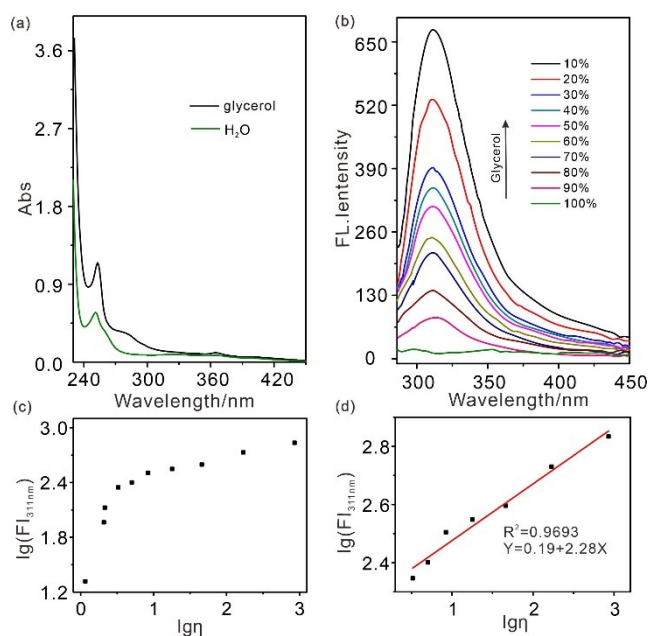 (a)
3.6
2.7
1.8
0.9
0.0
Abs
glycerol
H₂O
240
300
360
420
Wavelength/nm
(b)
650
520
390
260
130
0
FL.Ientensity
Glycerol
10%
20%
30%
40%
50%
60%
70%
80%
90%
100%
300
350
400
450
Wavelength/nm
(c)
3.0
2.4
1.8
1.2
lg(FI₃₁₁ₙₘ)
0
1
2
3
lgη
(d)
2.8
2.6
2.4
lg(FI₃₁₁ₙₘ)
R²=0.9693
Y=0.19+2.28X
1
2
3
lgη